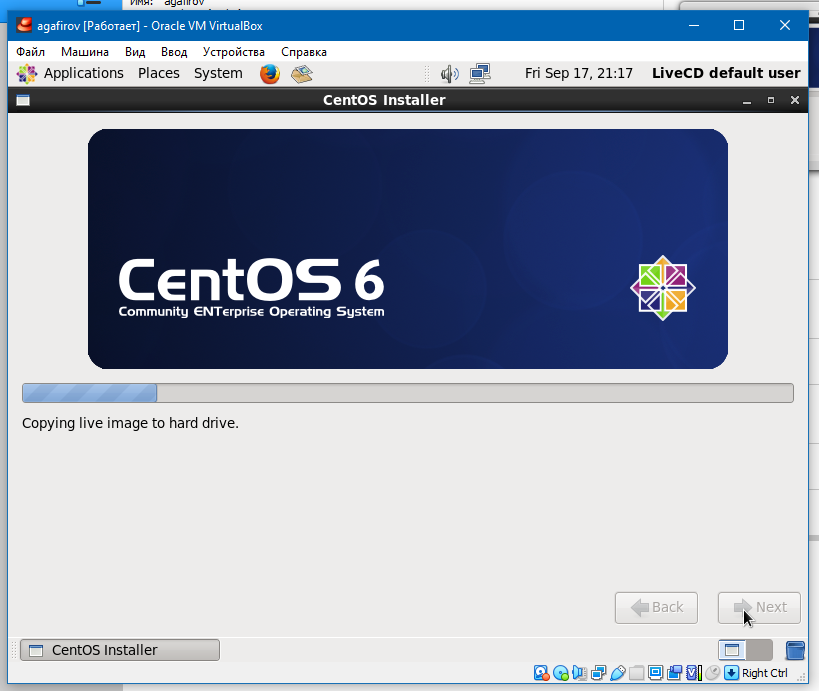 Имя: agafirov
agafirov [Работает] - Oracle VM VirtualBox
Файл Машина Вид Ввод Устройства Справка
Applications Places System Fri Sep 17, 21:17 LiveCD default user
CentOS Installer
CentOS 6
Community ENTerprise Operating System
Copying live image to hard drive.
Back Next
CentOS Installer
Right Ctrl